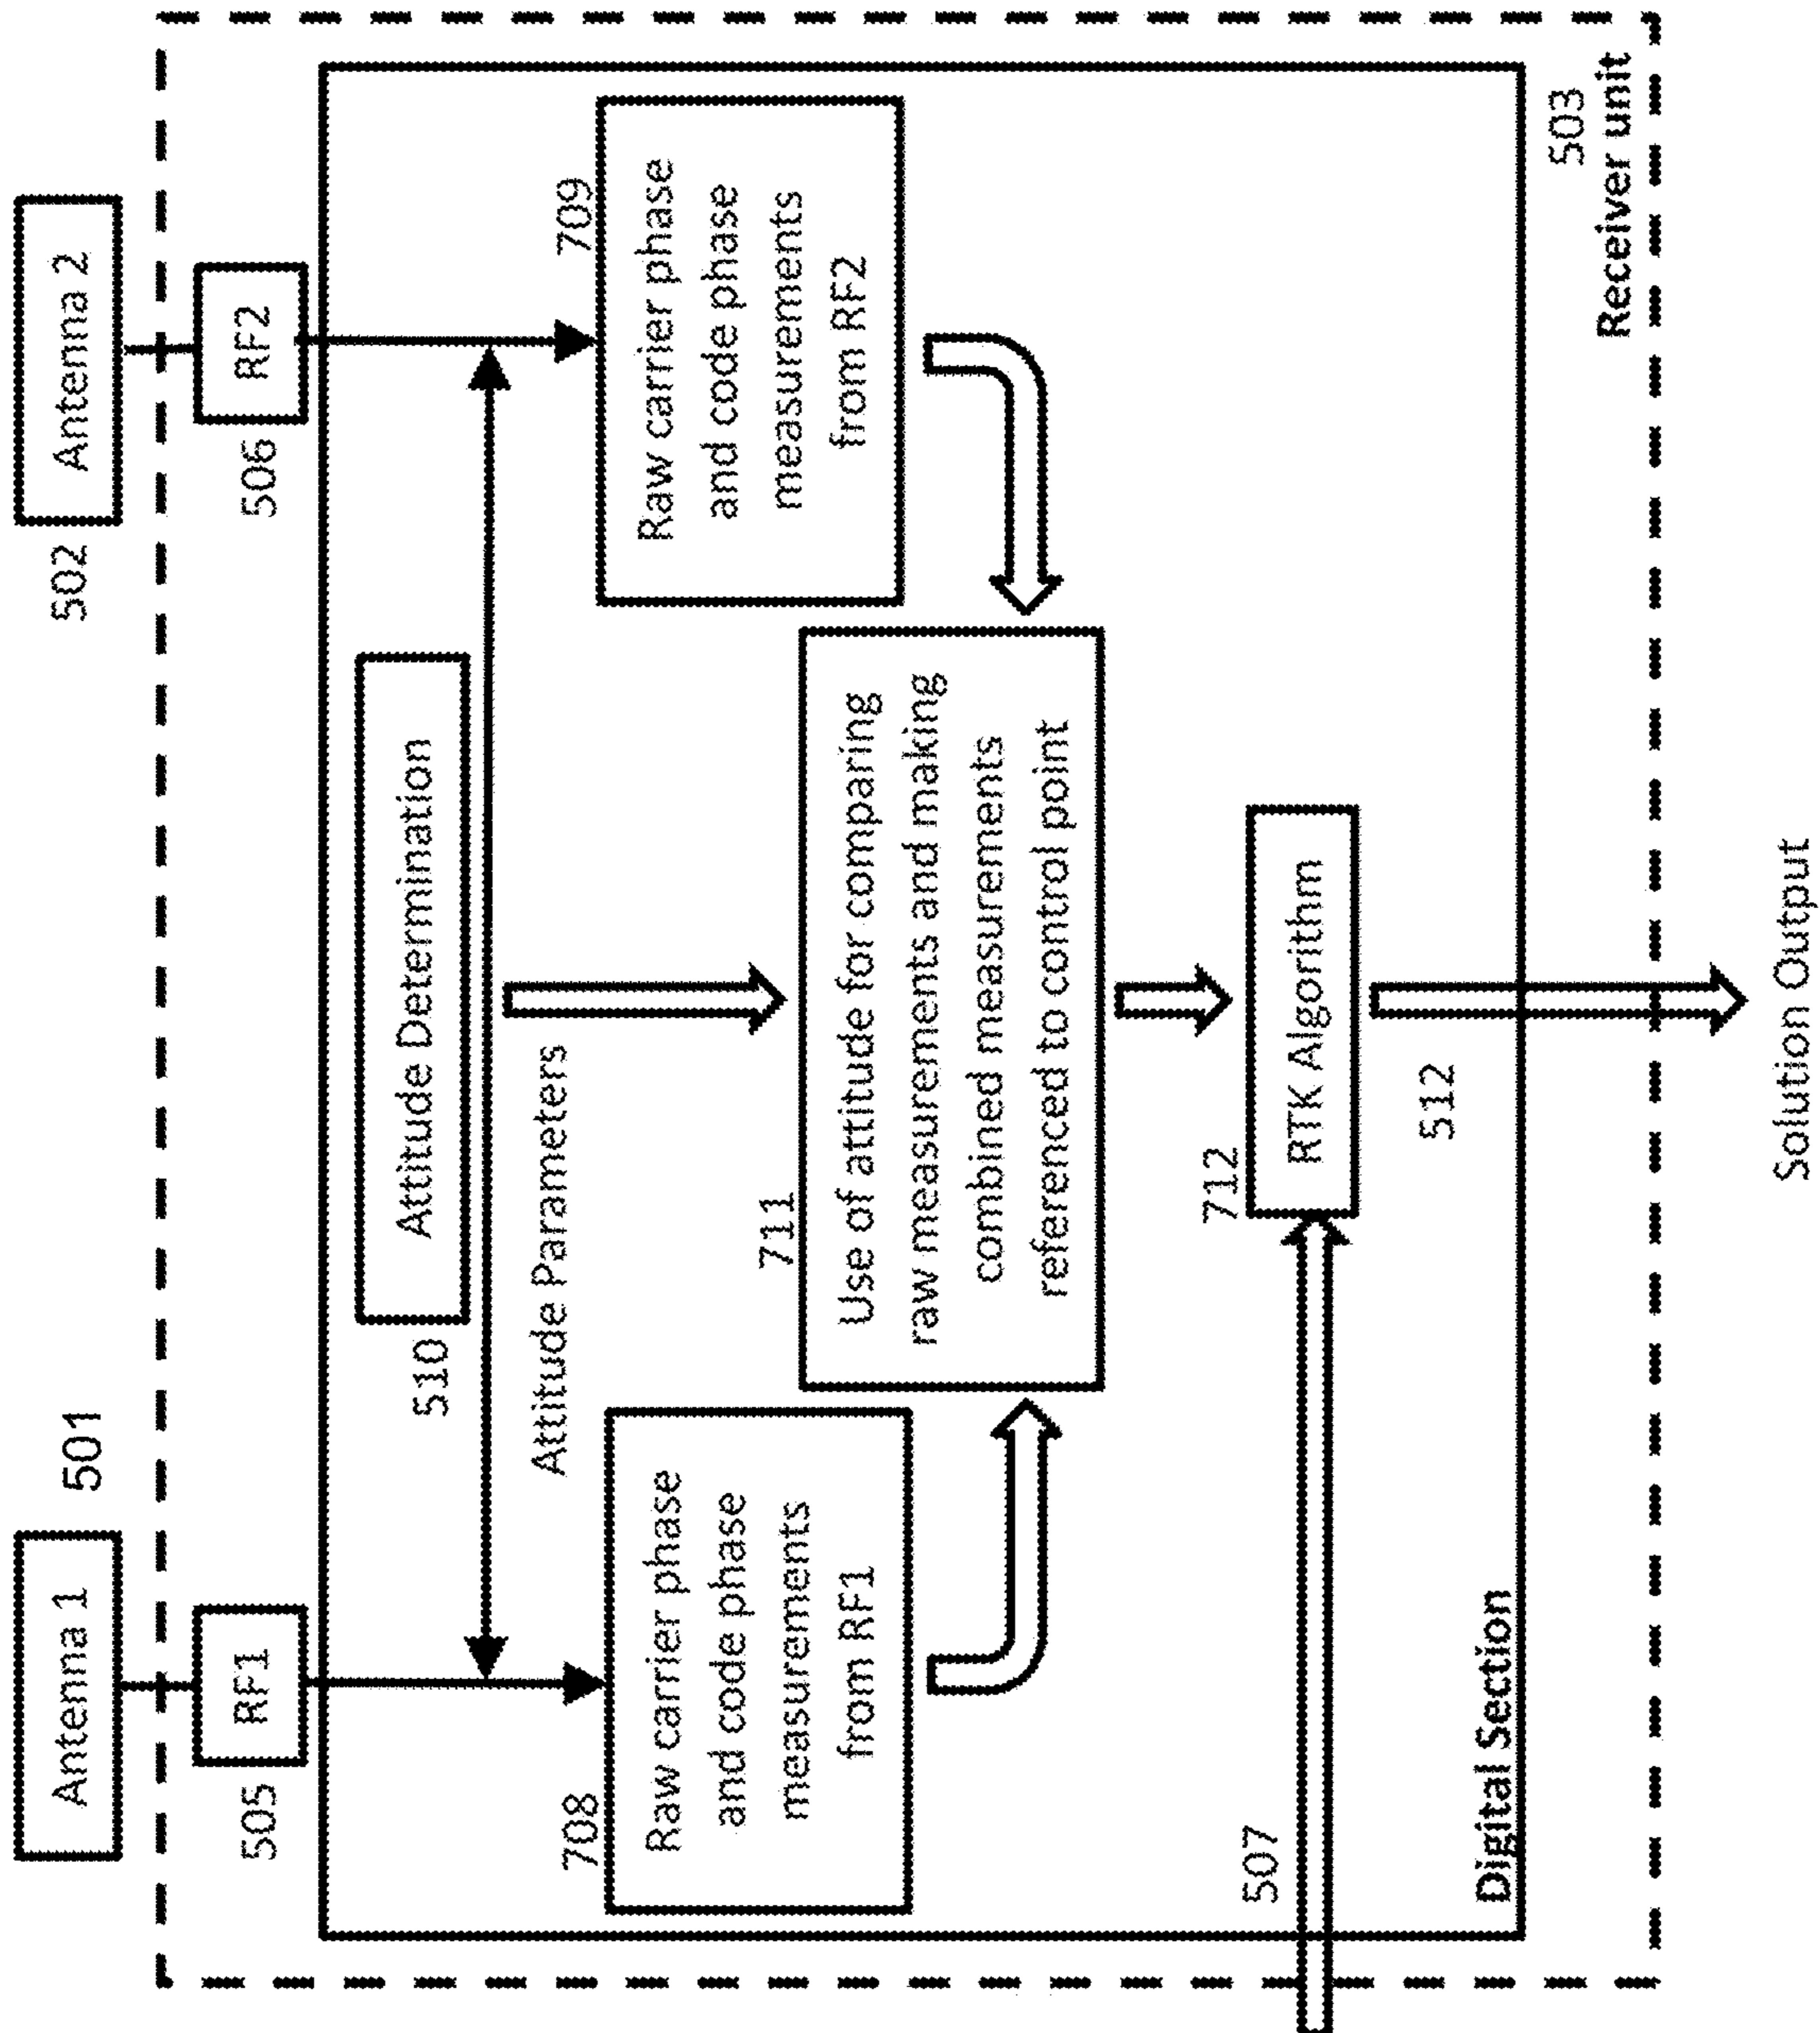 Antenna 1
501
502
Antenna 2
RF1
505
506
RF2
Attitude Determination
510
Attitude Parameters
708
Raw carrier phase
and code phase
measurements
from RF1
709
Raw carrier phase
and code phase
measurements
from RF2
711
Use of attitude for comparing
raw measurements and making
combined measurements
referenced to control point
507
712
RTK Algorithm
512
Digital Section
503
Receiver unit
Solution Output